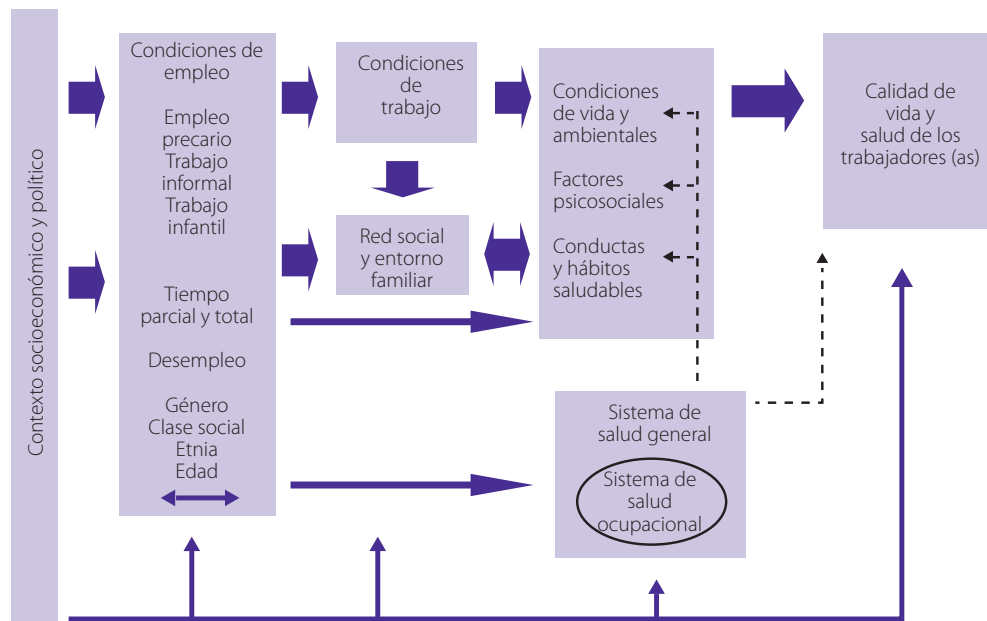 Contexto socioeconómico y político
Condiciones de
empleo
Empleo
precario
Trabajo
informal
Trabajo
infantil
Tiempo
parcial y total
Desempleo
Género
Clase social
Etnia
Edad
Condiciones
de
trabajo
Red social
y entorno
familiar
Condiciones
de vida y
ambientales
Factores
psicosociales
Conductas
y hábitos
saludables
Sistema de
salud general
Sistema de
salud
ocupacional
Calidad de
vida y
salud de los
trabajadores (as)